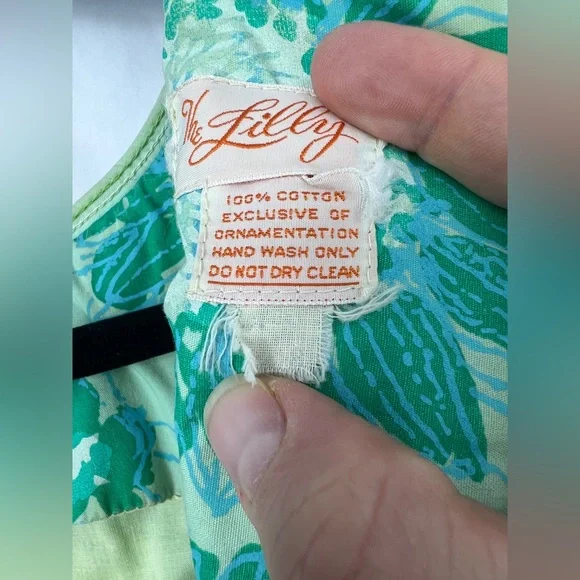 The Lilly
100% COTTON
EXCLUSIVE OF
ORNAMENTATION
HAND WASH ONLY
DO NOT DRY CLEAN